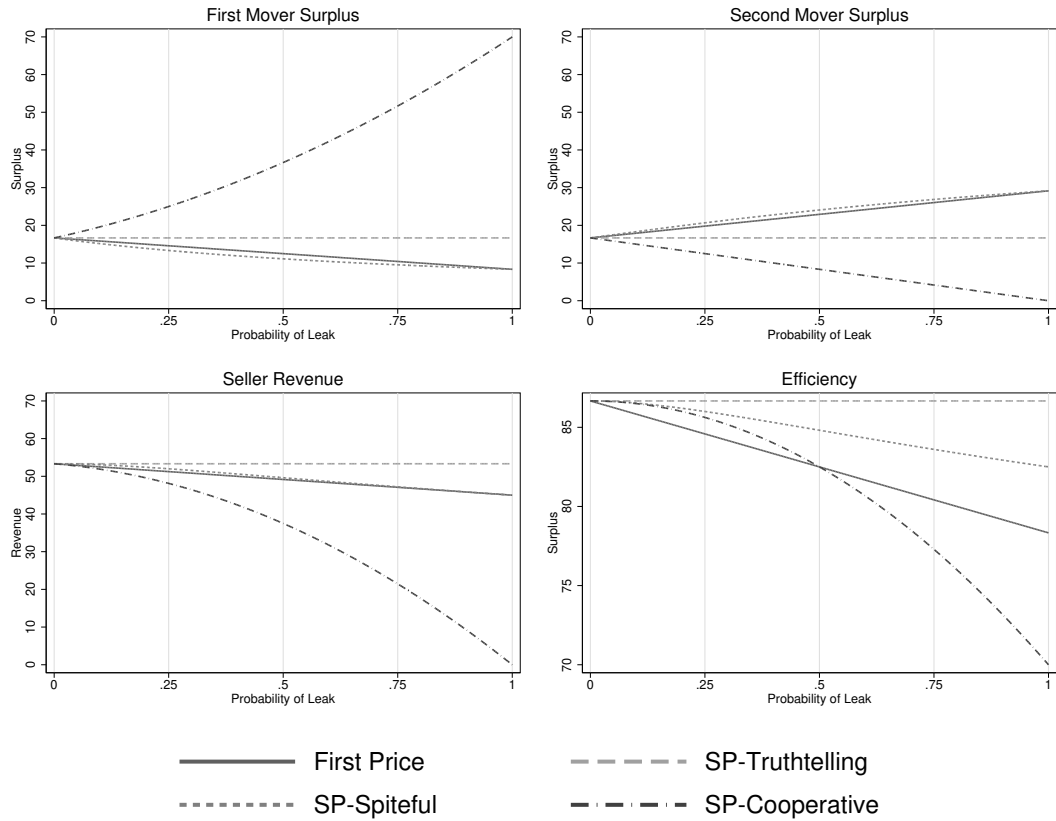 First Mover Surplus
Second Mover Surplus
Surplus
0 10 20 30 40 50 60 70
0 .25 .5 .75 1
Probability of Leak
Surplus
0 10 20 30 40 50 60 70
0 .25 .5 .75 1
Probability of Leak
Seller Revenue
Efficiency
Revenue
0 10 20 30 40 50 60 70
0 .25 .5 .75 1
Probability of Leak
Surplus
70 75 80 85
0 .25 .5 .75 1
Probability of Leak
First Price
SP-Truthtelling
SP-Spiteful
SP-Cooperative